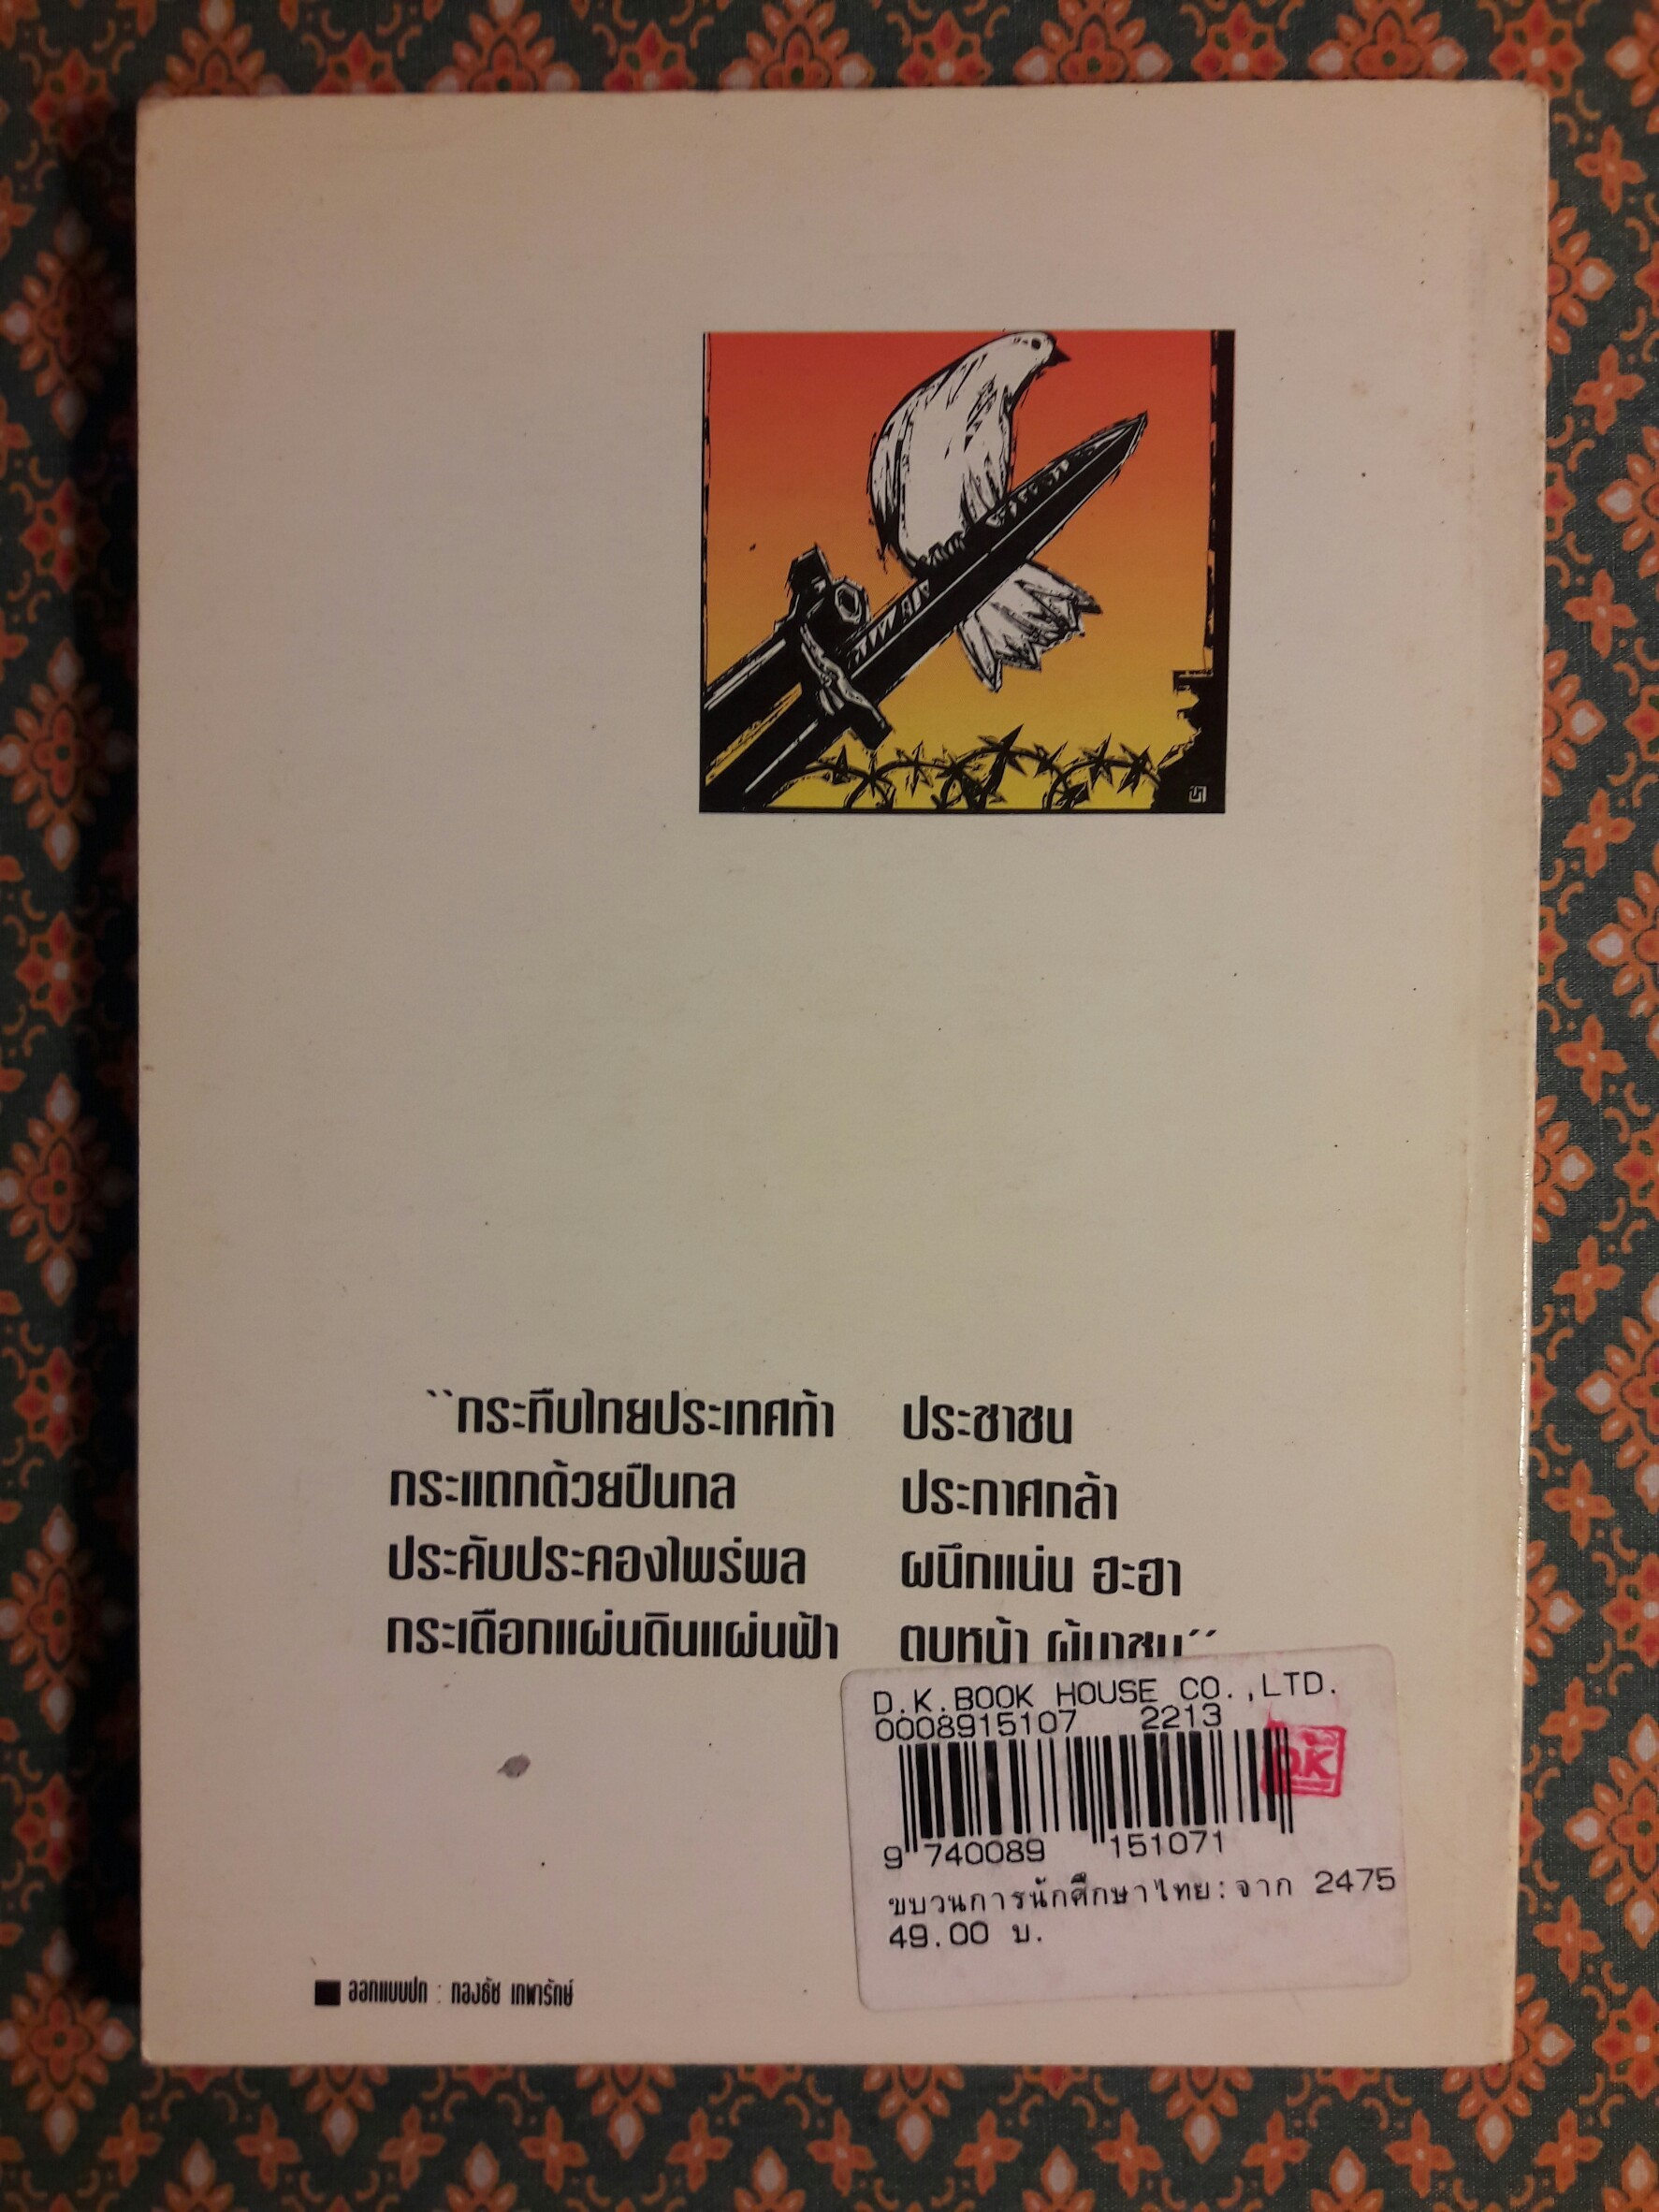 ``กระทืบไทยประเทศท้า ประชาชน
กระแทกด้วยปืนกล ประกาศกล้า
ประคับประคองไพร่พล ผนึกแน่น ฮะฮา
กระเดือกแผ่นดินแผ่นฟ้า ตบหน้า ผู้นาชน´´
D.K.BOOK HOUSE CO.,LTD.
0008915107 2213
DK
9 740089 151071
ขบวนการนักศึกษาไทย:จาก 2475
49.00 บ.
ออกแบบปก : ทองธัช เทพารักษ์